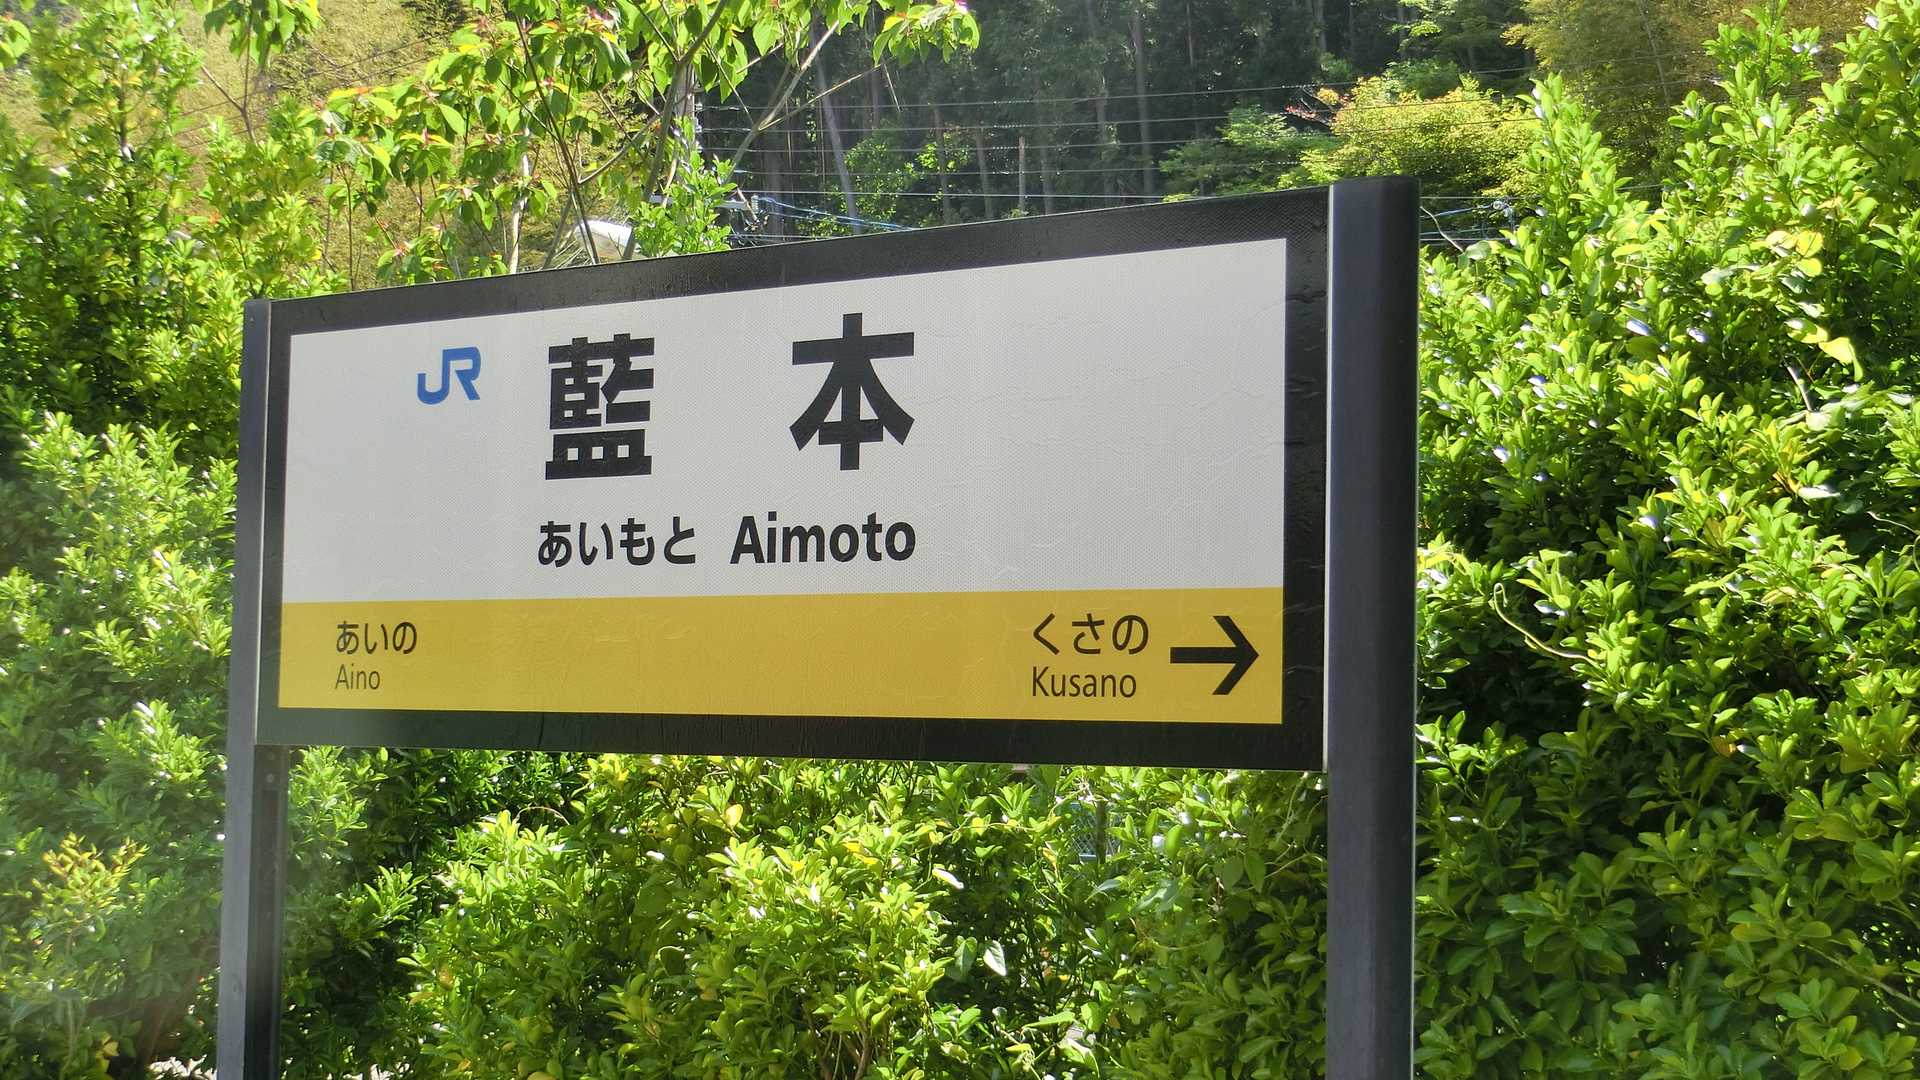 JR 藍本
あいもと Aimoto
あいの
Aino
くさの →
Kusano